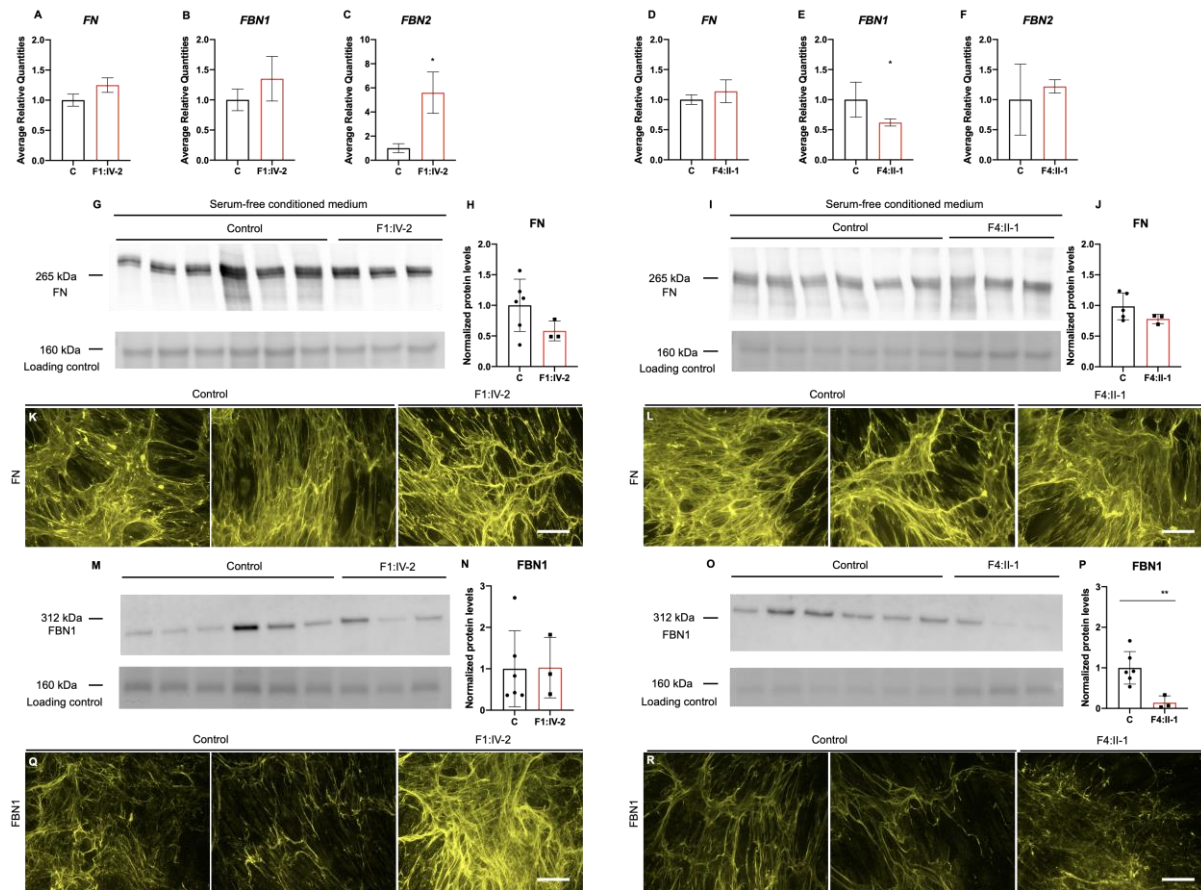 A FN
Average Relative Quantities
2.0
1.5
1.0
0.5
0.0
C F1:IV-2
B FBN1
Average Relative Quantities
2.0
1.5
1.0
0.5
0.0
C F1:IV-2
C FBN2
Average Relative Quantities
10
8
6
4
2
0
*
C F1:IV-2
D FN
Average Relative Quantities
2.0
1.5
1.0
0.5
0.0
C F4:II-1
E FBN1
Average Relative Quantities
2.0
1.5
1.0
0.5
0.0
*
C F4:II-1
F FBN2
Average Relative Quantities
2.0
1.5
1.0
0.5
0.0
C F4:II-1
G Serum-free conditioned medium
Control F1:IV-2
265 kDa
FN
160 kDa
Loading control
H FN
Normalized protein levels
2.0
1.5
1.0
0.5
0.0
C F1:IV-2
I Serum-free conditioned medium
Control F4:II-1
265 kDa
FN
160 kDa
Loading control
J FN
Normalized protein levels
2.0
1.5
1.0
0.5
0.0
C F4:II-1
Control F1:IV-2
K
FN
Control F4:II-1
L
FN
M Control F1:IV-2
312 kDa
FBN1
160 kDa
Loading control
N FBN1
Normalized protein levels
3
2
1
0
C F1:IV-2
O Control F4:II-1
312 kDa
FBN1
160 kDa
Loading control
P FBN1
Normalized protein levels
3
2
1
0
**
C F4:II-1
Control F1:IV-2
Q
FBN1
Control F4:II-1
R
FBN1